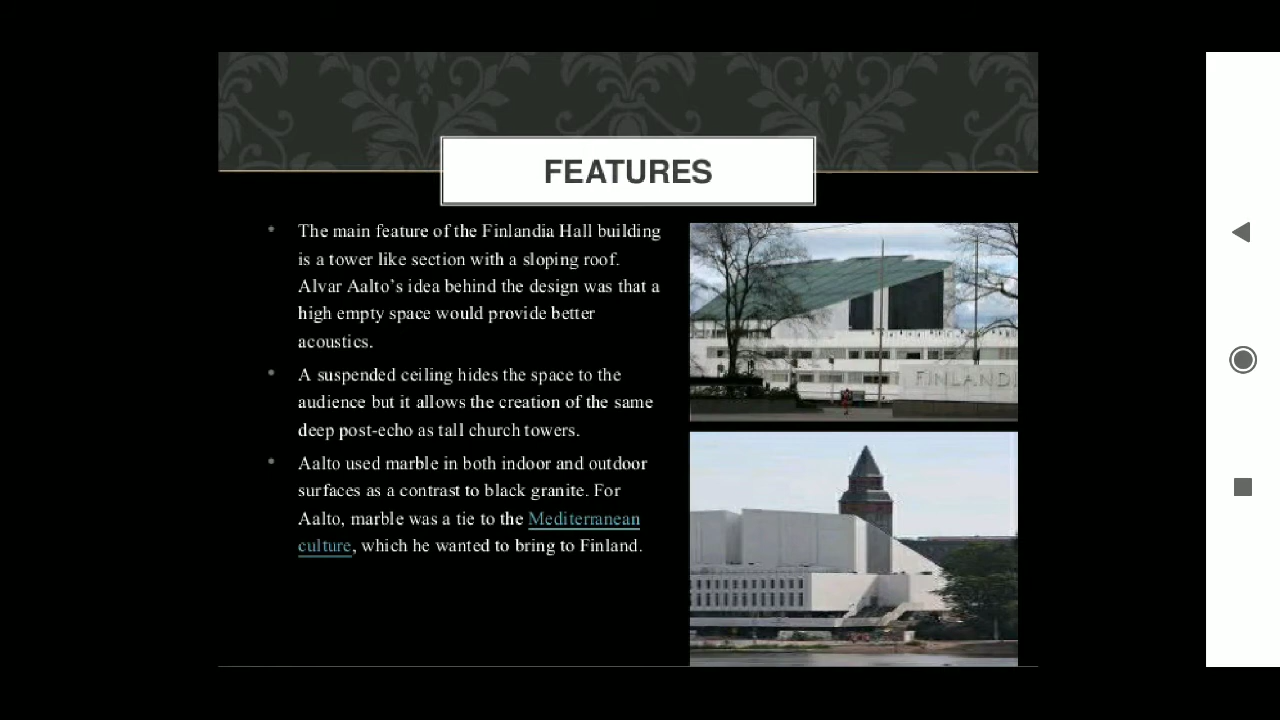 FEATURES
• The main feature of the Finlandia Hall building
is a tower like section with a sloping roof.
Alvar Aalto’s idea behind the design was that a
high empty space would provide better
acoustics.
• A suspended ceiling hides the space to the
audience but it allows the creation of the same
deep post-echo as tall church towers.
• Aalto used marble in both indoor and outdoor
surfaces as a contrast to black granite. For
Aalto, marble was a tie to the Mediterranean
culture, which he wanted to bring to Finland.
FINLANDI